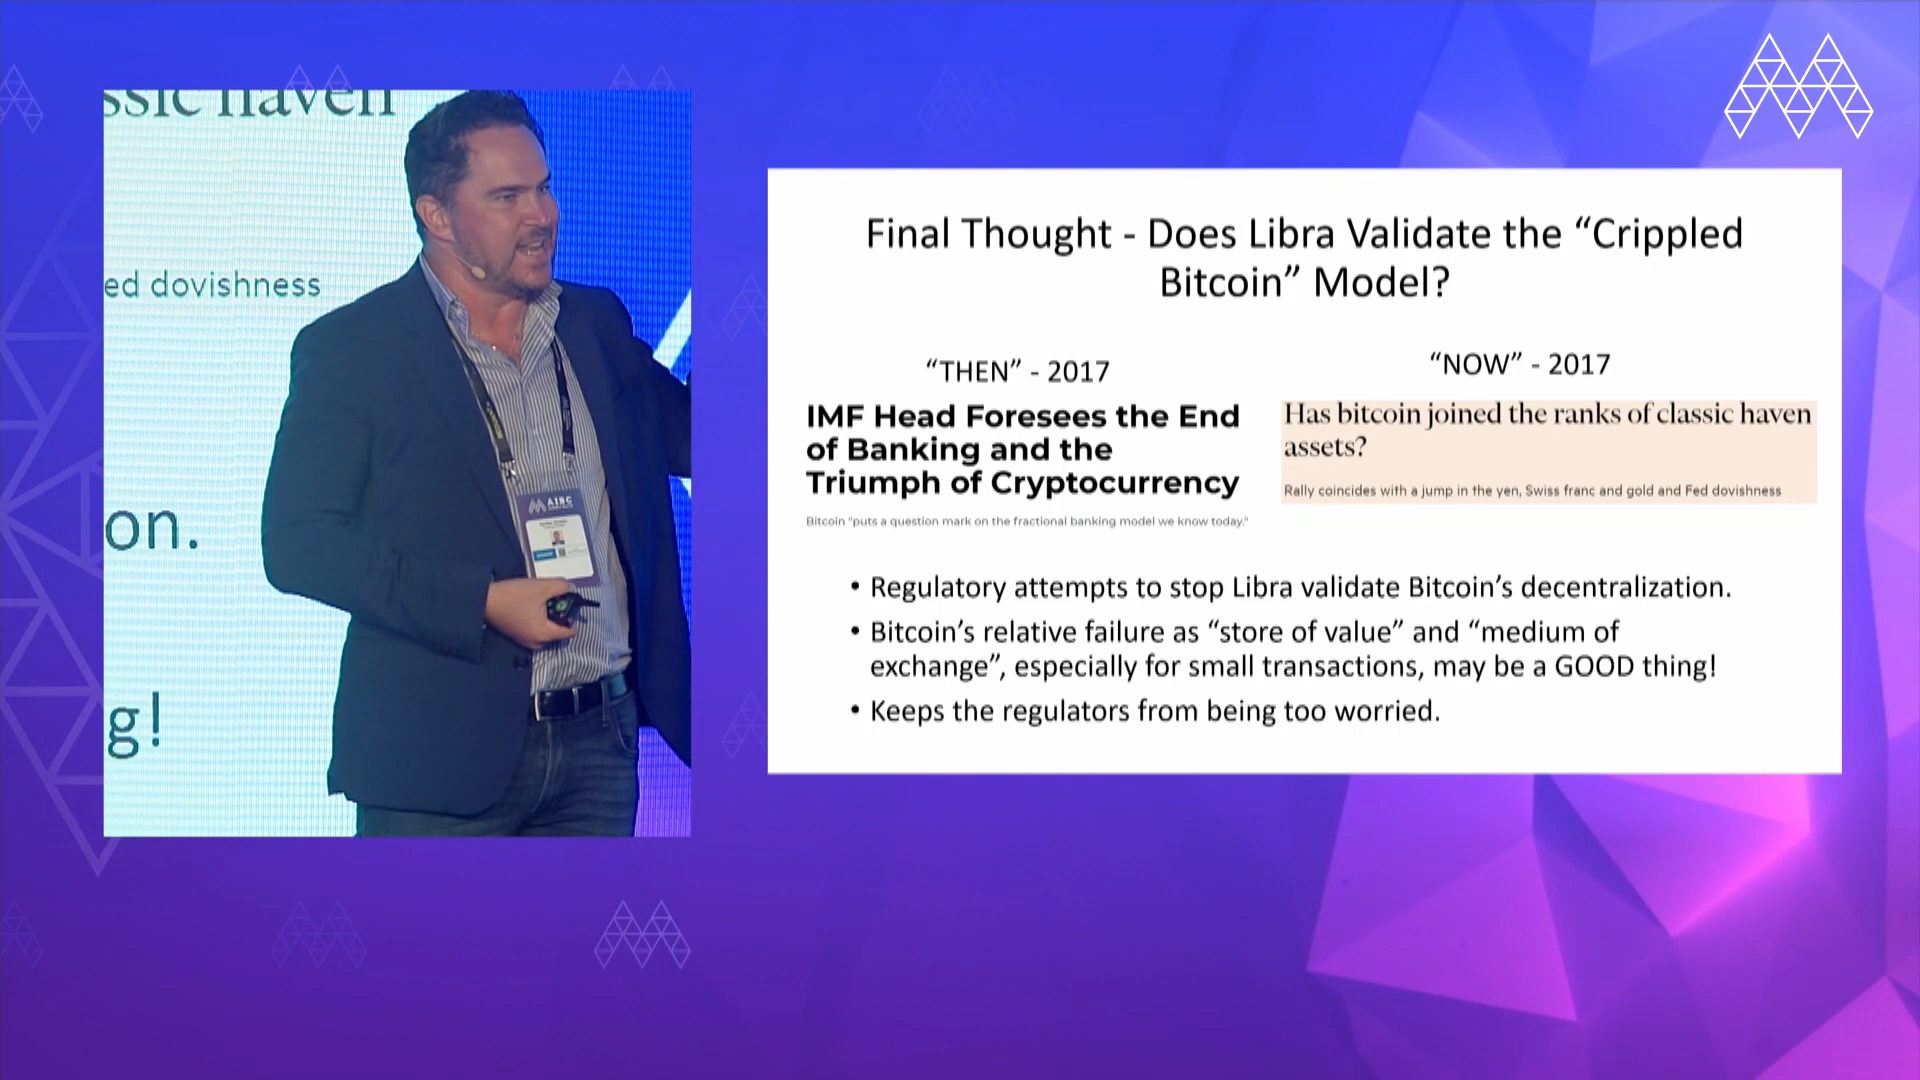 ssic haven
ed dovishness
on.
g!
AIBC
Final Thought - Does Libra Validate the “Crippled
Bitcoin” Model?
“THEN” - 2017
IMF Head Foresees the End
of Banking and the
Triumph of Cryptocurrency
Bitcoin "puts a question mark on the fractional banking model we know today."
“NOW” - 2017
Has bitcoin joined the ranks of classic haven
assets?
Rally coincides with a jump in the yen, Swiss franc and gold and Fed dovishness
• Regulatory attempts to stop Libra validate Bitcoin’s decentralization.
• Bitcoin’s relative failure as “store of value” and “medium of
exchange”, especially for small transactions, may be a GOOD thing!
• Keeps the regulators from being too worried.